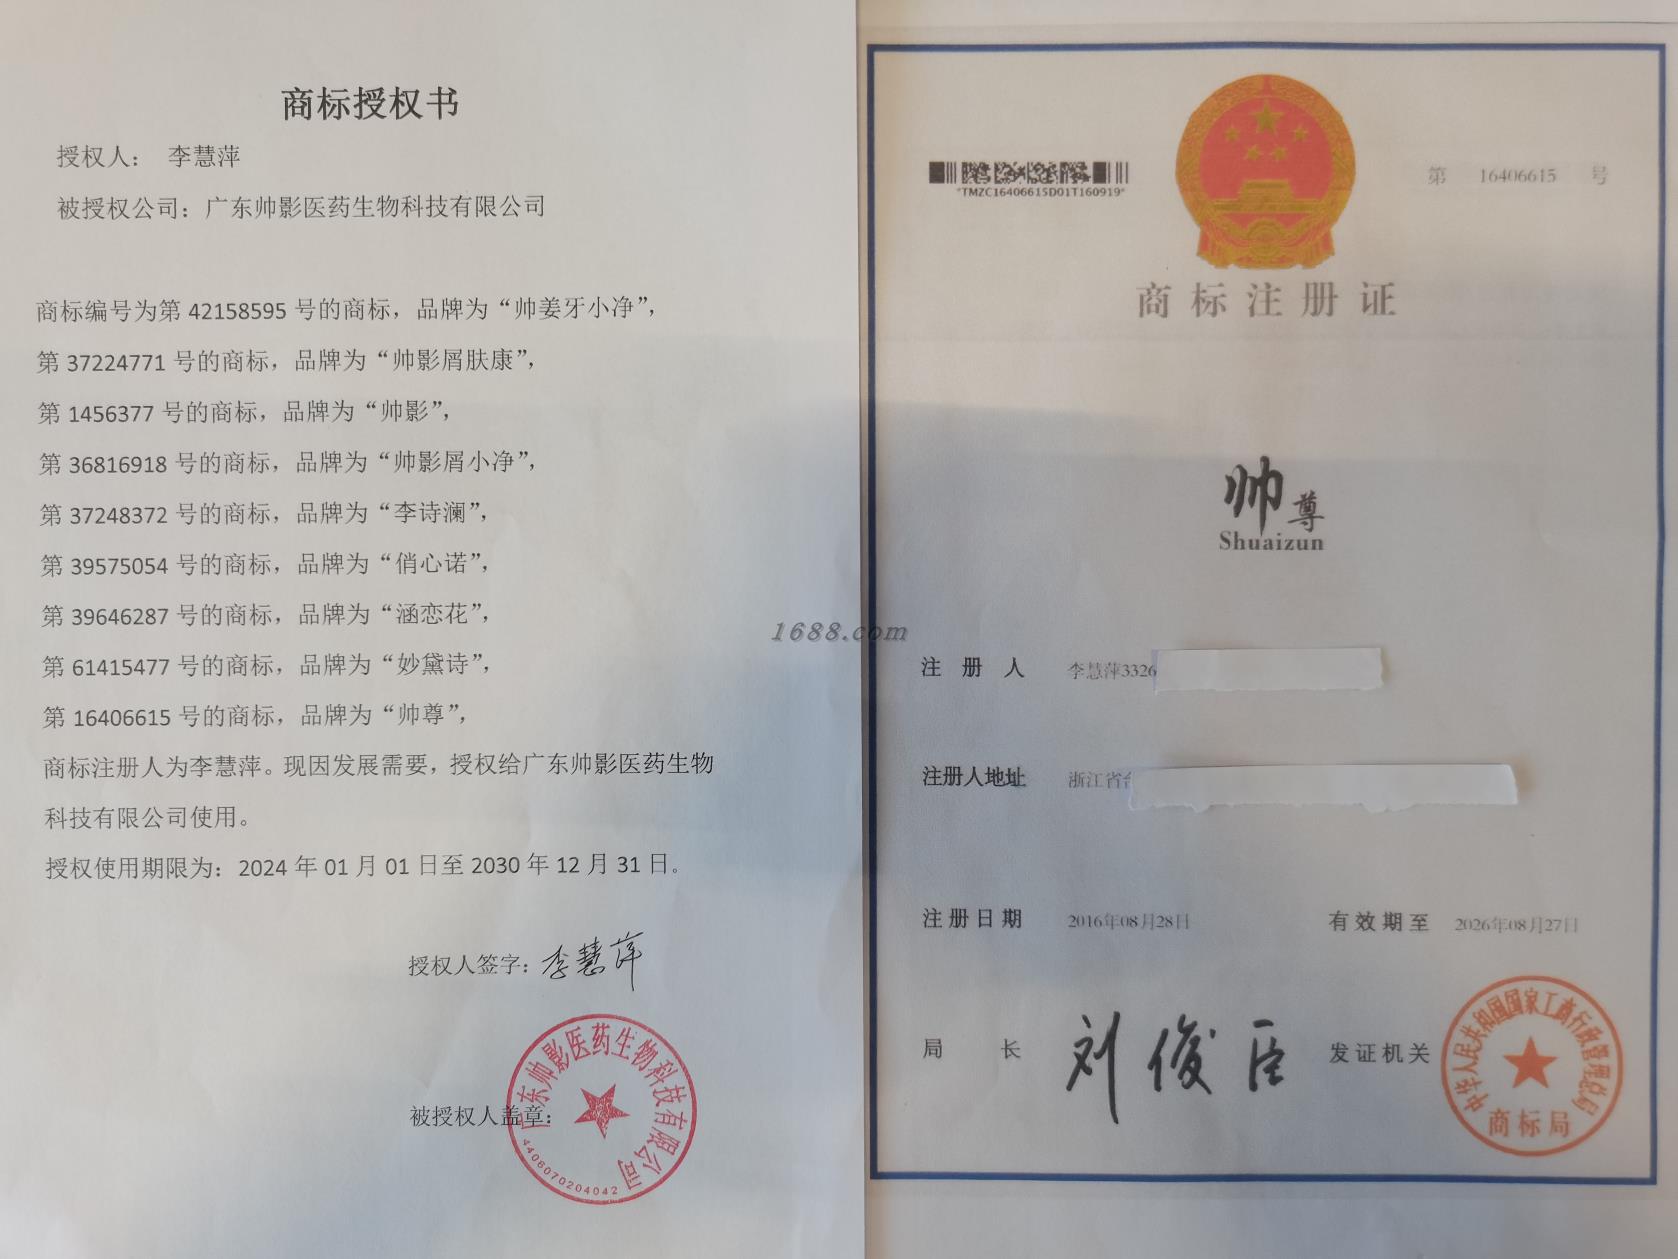 商标授权书
授权人： 李慧萍
被授权公司：广东帅影医药生物科技有限公司
商标编号为第 42158595 号的商标，品牌为“帅姜牙小净”，
第 37224771 号的商标，品牌为“帅影屑肤康”，
第 1456377 号的商标，品牌为“帅影”，
第 36816918 号的商标，品牌为“帅影屑小净”，
第 37248372 号的商标，品牌为“李诗澜”，
第 39575054 号的商标，品牌为“俏心诺”，
第 39646287 号的商标，品牌为“涵恋花”，
第 61415477 号的商标，品牌为“妙黛诗”，
第 16406615 号的商标，品牌为“帅尊”，
商标注册人为李慧萍。现因发展需要，授权给广东帅影医药生物
科技有限公司使用。
授权使用期限为：2024 年 01 月 01 日至 2030 年 12 月 31 日。
授权人签字：李慧萍
被授权人盖章：
广东帅影医药生物科技有限公司
4406070204042
1688.com
*TMZC16406615D01T160919*
第 16406615 号
商标注册证
帅尊
Shuaizun
注册人 李慧萍3326
注册人地址 浙江省
注册日期 2016年08月28日 有效期至 2026年08月27日
局长 刘俊臣 发证机关
中华人民共和国国家工商行政管理总局
商标局